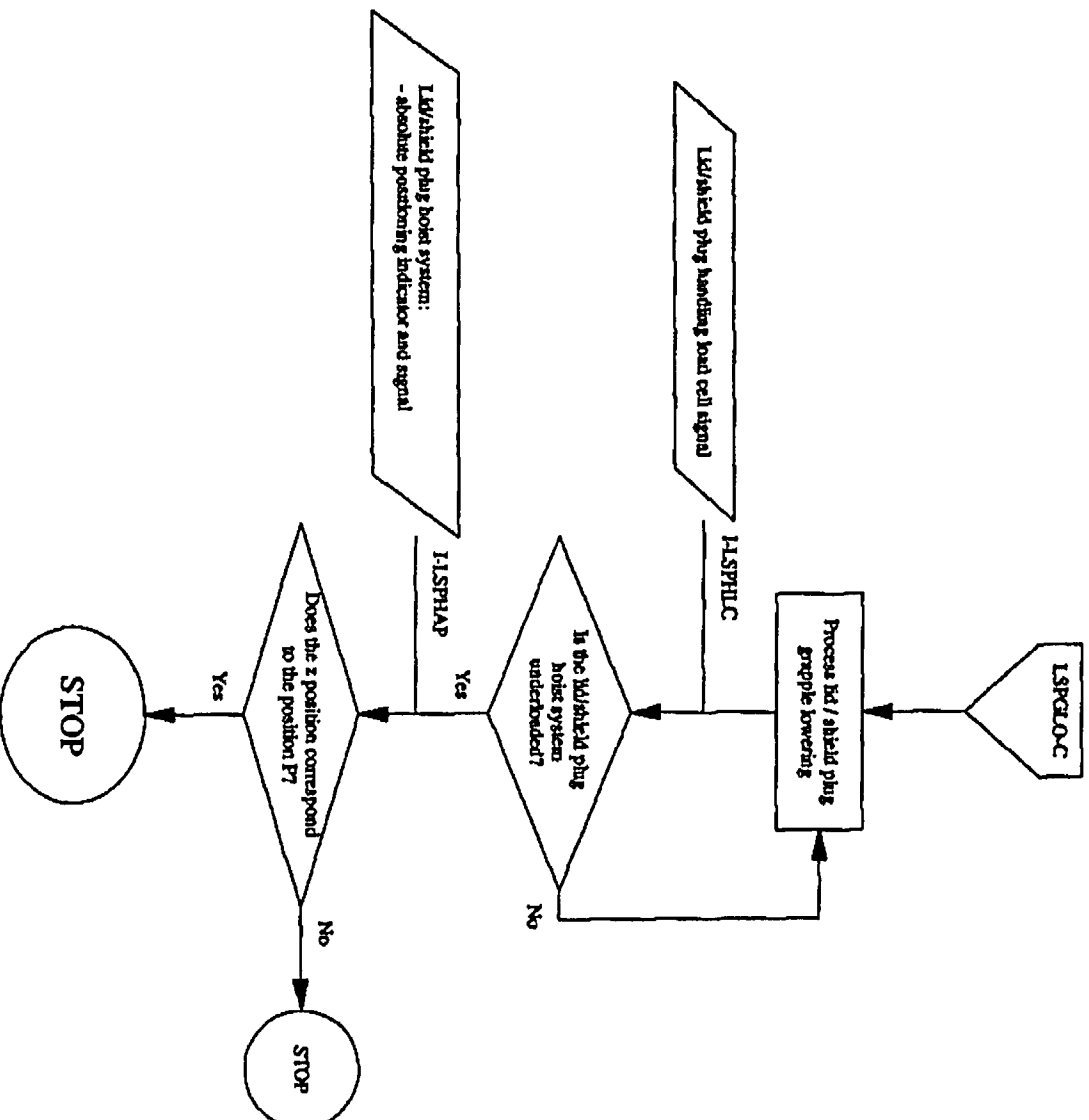 LSPGLO-C
Process lid / shield plug
grapple lowering
Lid/shield plug handling load cell signal
I-LSPHLC
Is the lid/shield plug
hoist system
underloaded?
No
Yes
Lid/shield plug hoist system:
- absolute positioning indicator and signal
I-LSPHAP
Does the z position correspond
to the position F?
No
STOP
Yes
STOP